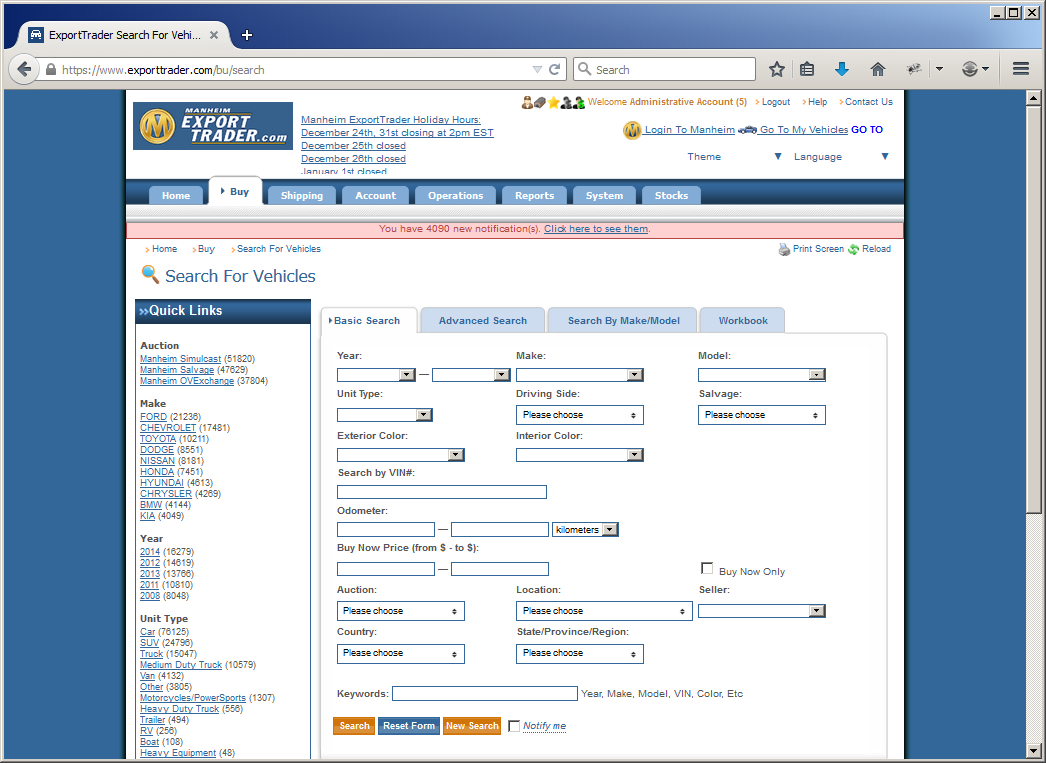 ExportTrader Search For Vehi...
https://www.exporttrader.com/bu/search
Search
MANHEIM
EXPORT
TRADER.com
Manheim ExportTrader Holiday Hours:
December 24th, 31st closing at 2pm EST
December 25th closed
December 26th closed
January 1st closed
Welcome Administrative Account (5) Logout Help Contact Us
Login To Manheim Go To My Vehicles GO TO
Theme Language
Home Buy Shipping Account Operations Reports System Stocks
You have 4090 new notification(s). Click here to see them.
Home Buy Search For Vehicles
Print Screen Reload
Search For Vehicles
Quick Links
Auction
Manheim Simulcast (51820)
Manheim Salvage (47629)
Manheim OVExchange (37804)
Make
FORD (21236)
CHEVROLET (17481)
TOYOTA (10211)
DODGE (8551)
NISSAN (8181)
HONDA (7451)
HYUNDAI (4613)
CHRYSLER (4269)
BMW (4144)
KIA (4049)
Year
2014 (16279)
2012 (14619)
2013 (13766)
2011 (10810)
2008 (8048)
Unit Type
Car (76125)
SUV (24796)
Truck (15047)
Medium Duty Truck (10579)
Van (4132)
Other (3805)
Motorcycles/PowerSports (1307)
Heavy Duty Truck (556)
Trailer (494)
RV (256)
Boat (108)
Heavy Equipment (48)
Basic Search Advanced Search Search By Make/Model Workbook
Year: Make: Model:
—
Unit Type: Driving Side: Salvage:
Please choose Please choose
Exterior Color: Interior Color:
Search by VIN#:
Odometer:
— kilometers
Buy Now Price (from $ - to $):
— Buy Now Only
Auction: Location: Seller:
Please choose Please choose
Country: State/Province/Region:
Please choose Please choose
Keywords: Year, Make, Model, VIN, Color, Etc
Search Reset Form New Search Notify me